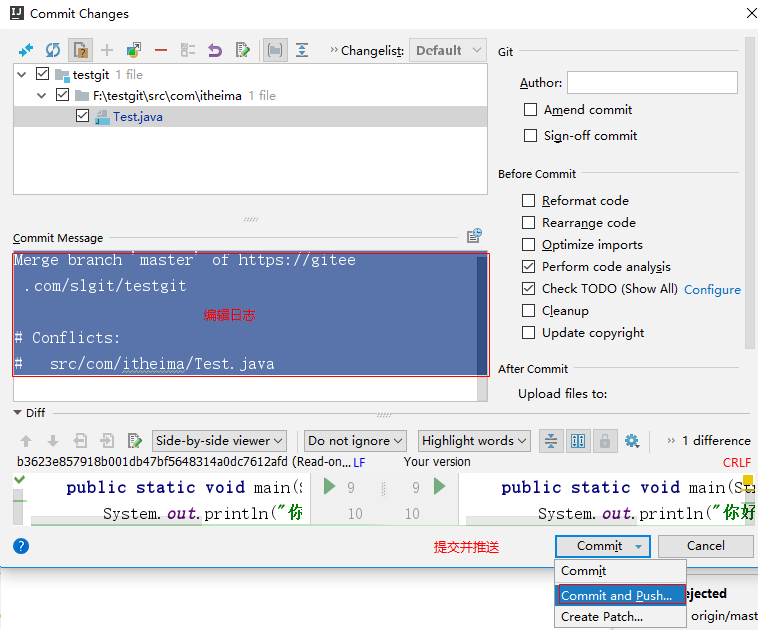 Commit Changes
Changelist: Default
testgit 1 file
F:\testgit\src\com\itheima 1 file
Test.java
Git
Author:
Amend commit
Sign-off commit
Before Commit
Reformat code
Rearrange code
Optimize imports
Perform code analysis
Check TODO (Show All) Configure
Cleanup
Update copyright
After Commit
Upload files to:
Commit Message
Merge branch `master` of https://gitee
.com/slgit/testgit
编辑日志
# Conflicts:
# src/com/itheima/Test.java
Diff
Side-by-side viewer Do not ignore Highlight words 1 difference
b3623e857918b001db47bf5648314a0dc7612afd (Read-on... LF Your version CRLF
public static void main(S 9 9 public static void main(St
System.out.println("你 10 10 System.out.println("你好
提交并推送
Commit Cancel
Commit
Commit and Push... ejected
Create Patch... origin/mast